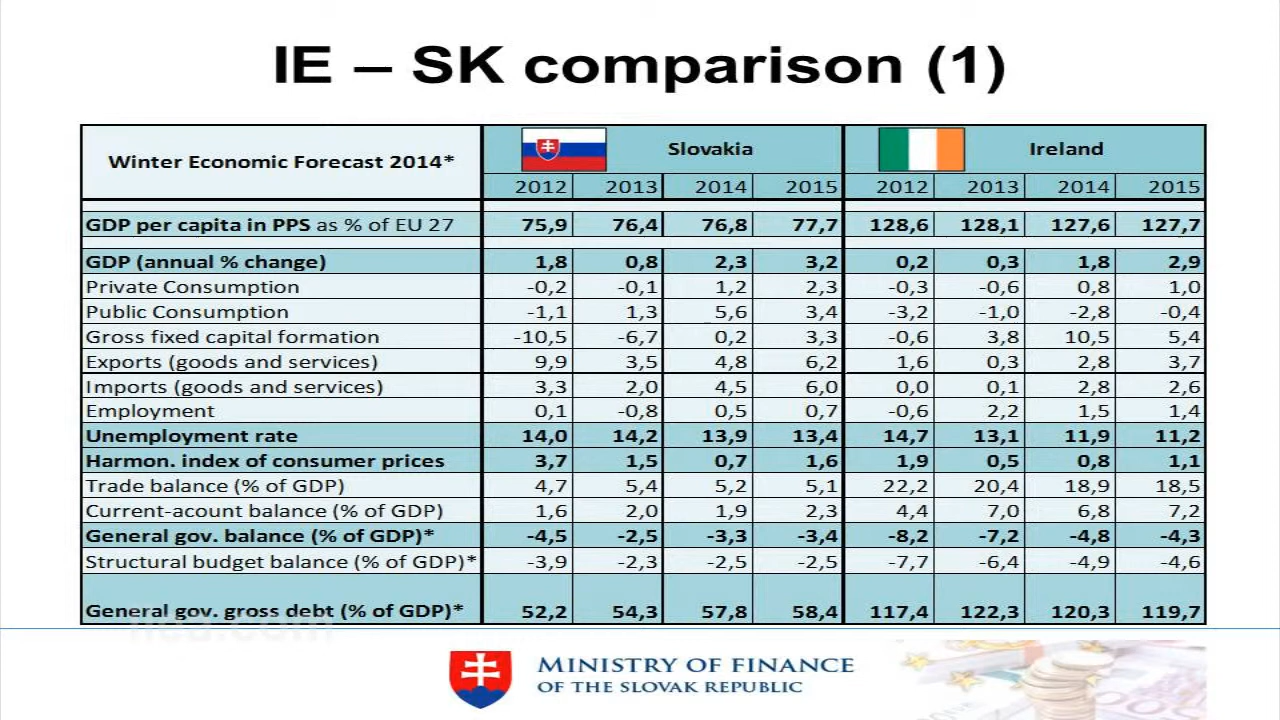 IE – SK comparison (1)
Winter Economic Forecast 2014* Slovakia Ireland
2012 2013 2014 2015 2012 2013 2014 2015
GDP per capita in PPS as % of EU 27 75,9 76,4 76,8 77,7 128,6 128,1 127,6 127,7
GDP (annual % change) 1,8 0,8 2,3 3,2 0,2 0,3 1,8 2,9
Private Consumption -0,2 -0,1 1,2 2,3 -0,3 -0,6 0,8 1,0
Public Consumption -1,1 1,3 5,6 3,4 -3,2 -1,0 -2,8 -0,4
Gross fixed capital formation -10,5 -6,7 0,2 3,3 -0,6 3,8 10,5 5,4
Exports (goods and services) 9,9 3,5 4,8 6,2 1,6 0,3 2,8 3,7
Imports (goods and services) 3,3 2,0 4,5 6,0 0,0 0,1 2,8 2,6
Employment 0,1 -0,8 0,5 0,7 -0,6 2,2 1,5 1,4
Unemployment rate 14,0 14,2 13,9 13,4 14,7 13,1 11,9 11,2
Harmon. index of consumer prices 3,7 1,5 0,7 1,6 1,9 0,5 0,8 1,1
Trade balance (% of GDP) 4,7 5,4 5,2 5,1 22,2 20,4 18,9 18,5
Current-acount balance (% of GDP) 1,6 2,0 1,9 2,3 4,4 7,0 6,8 7,2
General gov. balance (% of GDP)* -4,5 -2,5 -3,3 -3,4 -8,2 -7,2 -4,8 -4,3
Structural budget balance (% of GDP)* -3,9 -2,3 -2,5 -2,5 -7,7 -6,4 -4,9 -4,6
General gov. gross debt (% of GDP)* 52,2 54,3 57,8 58,4 117,4 122,3 120,3 119,7
MINISTRY OF FINANCE
OF THE SLOVAK REPUBLIC